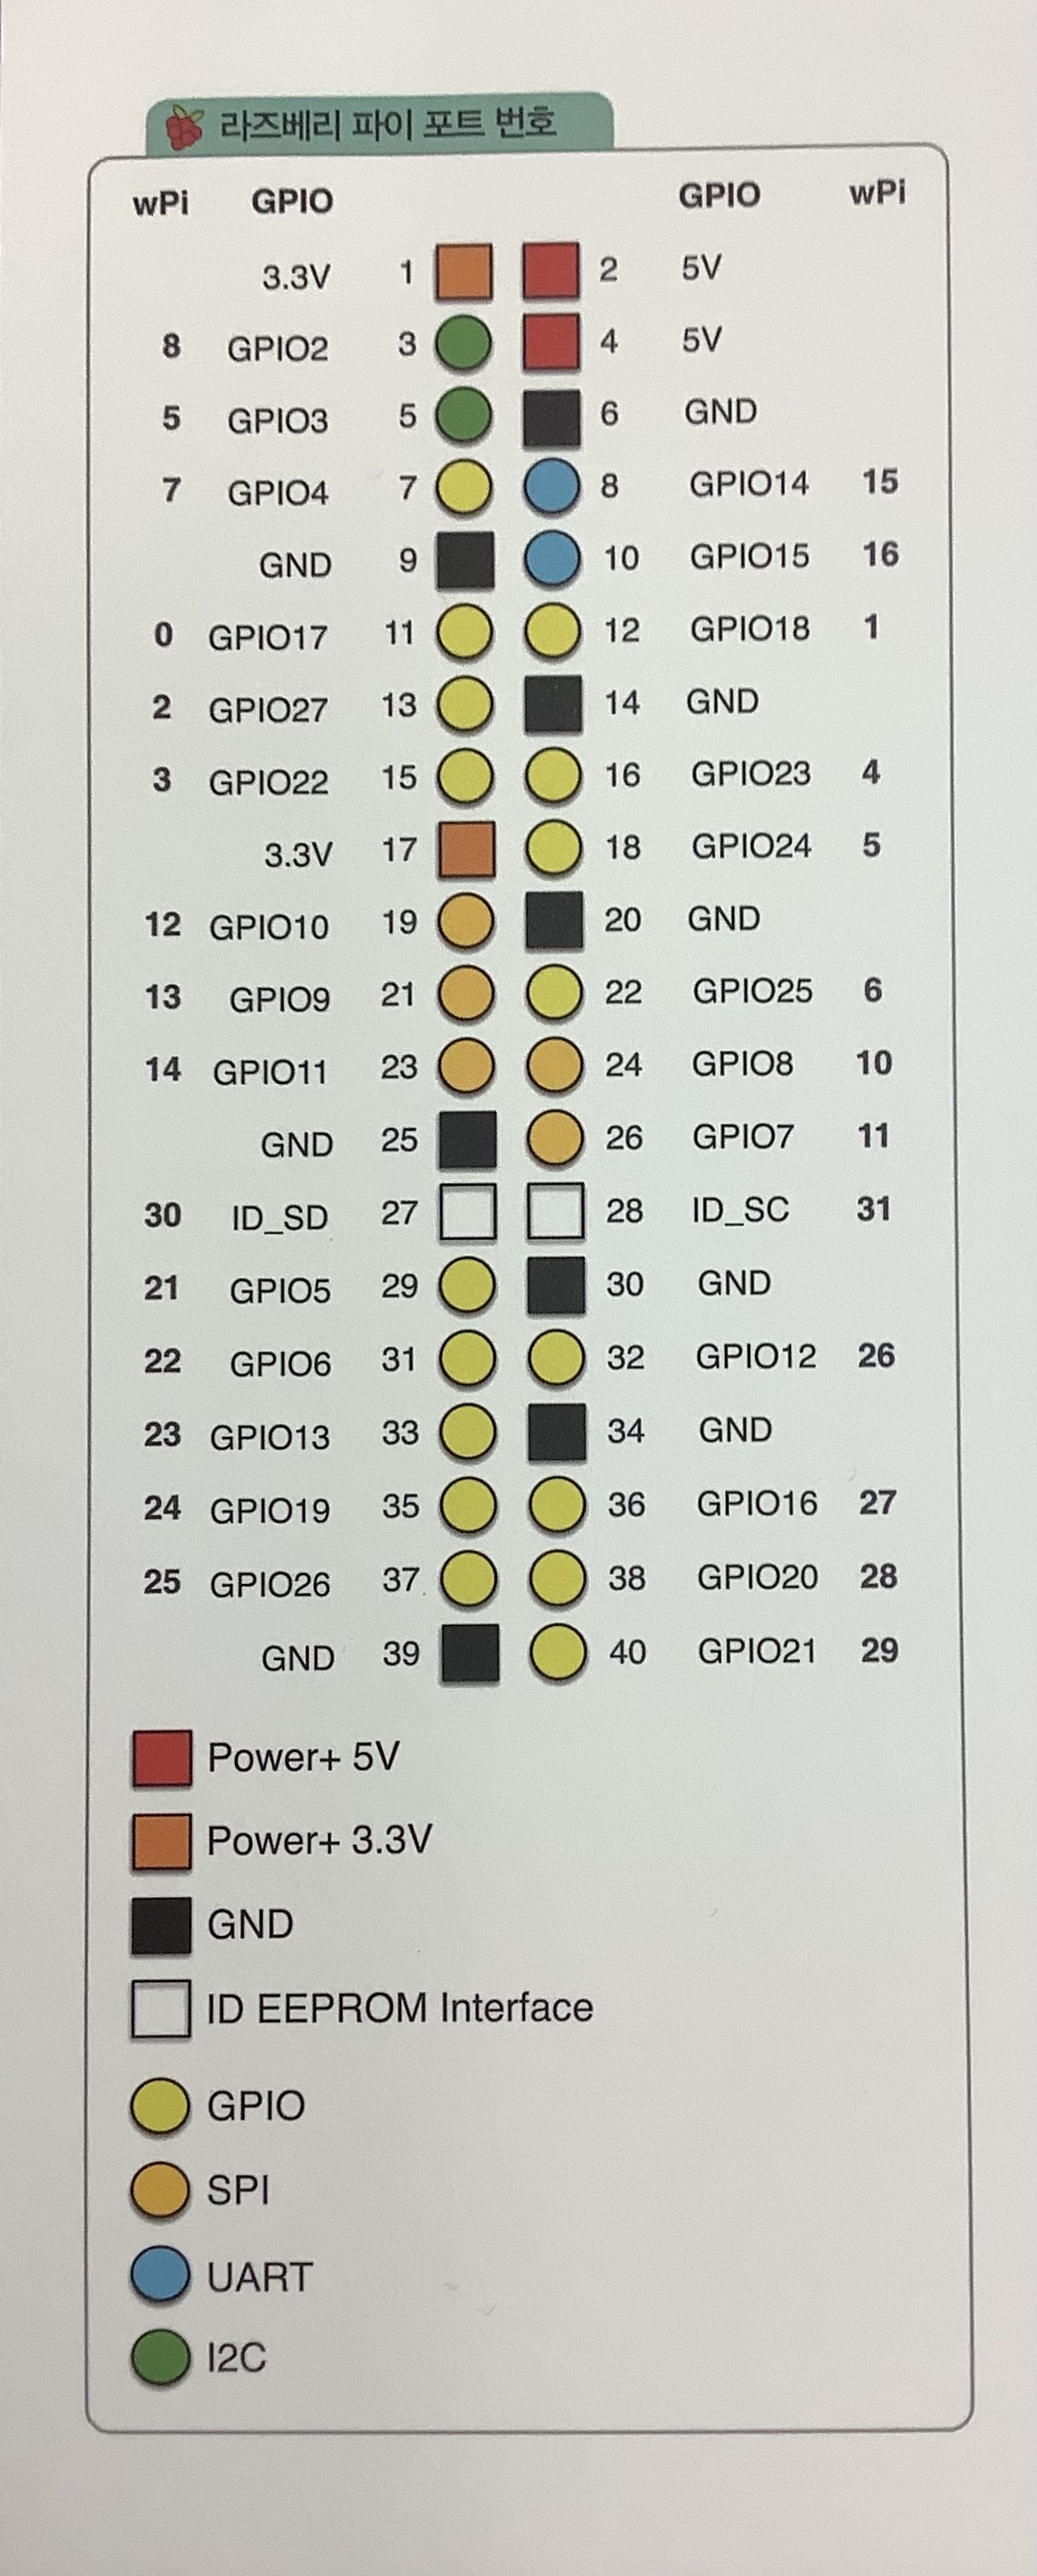 라즈베리 파이 포트 번호
wPi GPIO GPIO wPi
3.3V 1 2 5V
8 GPIO2 3 4 5V
5 GPIO3 5 6 GND
7 GPIO4 7 8 GPIO14 15
GND 9 10 GPIO15 16
0 GPIO17 11 12 GPIO18 1
2 GPIO27 13 14 GND
3 GPIO22 15 16 GPIO23 4
3.3V 17 18 GPIO24 5
12 GPIO10 19 20 GND
13 GPIO9 21 22 GPIO25 6
14 GPIO11 23 24 GPIO8 10
GND 25 26 GPIO7 11
30 ID_SD 27 28 ID_SC 31
21 GPIO5 29 30 GND
22 GPIO6 31 32 GPIO12 26
23 GPIO13 33 34 GND
24 GPIO19 35 36 GPIO16 27
25 GPIO26 37 38 GPIO20 28
GND 39 40 GPIO21 29
Power+ 5V
Power+ 3.3V
GND
ID EEPROM Interface
GPIO
SPI
UART
I2C